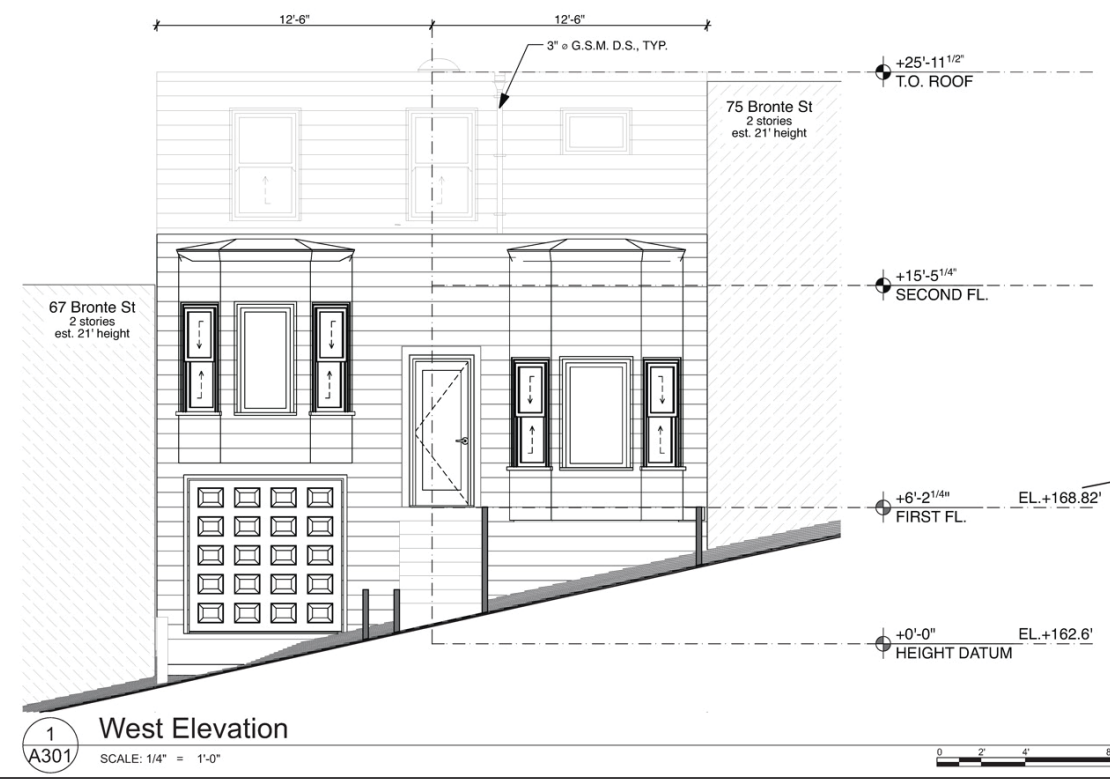 12'-6"
12'-6"
3" ø G.S.M. D.S., TYP.
+25'-11 1/2"
T.O. ROOF
75 Bronte St
2 stories
est. 21' height
+15'-5 1/4"
SECOND FL.
67 Bronte St
2 stories
est. 21' height
+6'-2 1/4" EL.+168.82'
FIRST FL.
+0'-0" EL.+162.6'
HEIGHT DATUM
1
A301
West Elevation
SCALE: 1/4" = 1'-0"
0 2' 4' 8